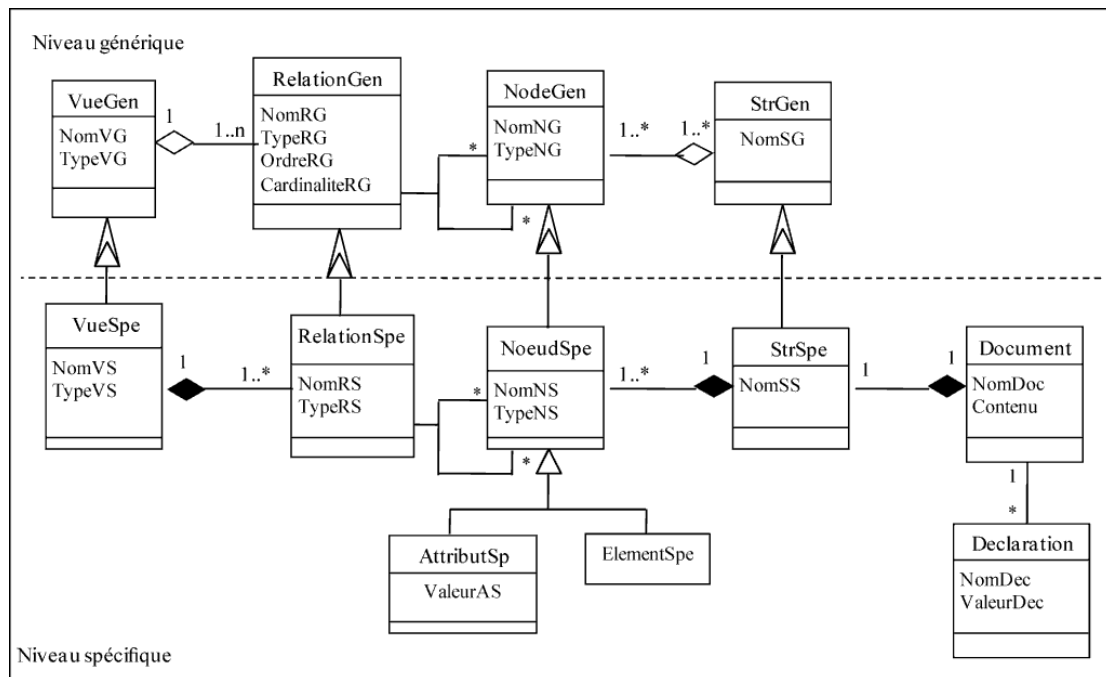 Niveau générique
VueGen
NomVG
TypeVG
1
1..n
RelationGen
NomRG
TypeRG
OrdreRG
CardinaliteRG
*
*
NodeGen
NomNG
TypeNG
1..*
1..*
StrGen
NomSG
VueSpe
NomVS
TypeVS
1
1..*
RelationSpe
NomRS
TypeRS
*
*
NoeudSpe
NomNS
TypeNS
1..*
1
StrSpe
NomSS
1
1
Document
NomDoc
Contenu
1
*
AttributSp
ValeurAS
ElementSpe
Declaration
NomDec
ValeurDec
Niveau spécifique